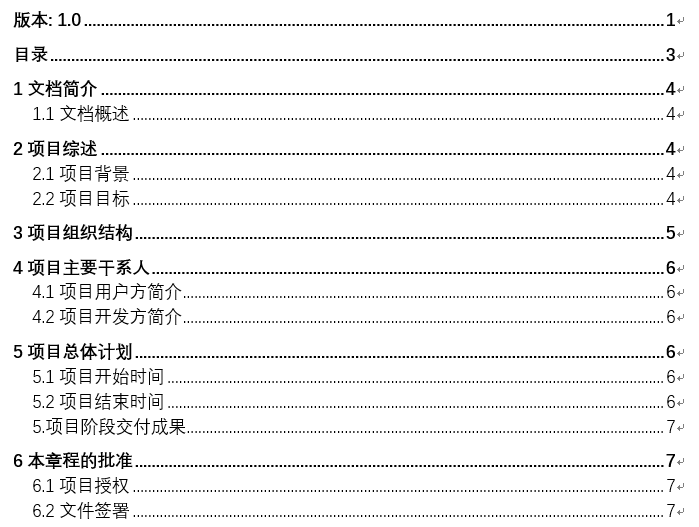 版本: 1.0 1
目录 3
1 文档简介 4
1.1 文档概述 4
2 项目综述 4
2.1 项目背景 4
2.2 项目目标 4
3 项目组织结构 5
4 项目主要干系人 6
4.1 项目用户方简介 6
4.2 项目开发方简介 6
5 项目总体计划 6
5.1 项目开始时间 6
5.2 项目结束时间 6
5.项目阶段交付成果 7
6 本章程的批准 7
6.1 项目授权 7
6.2 文件签署 7